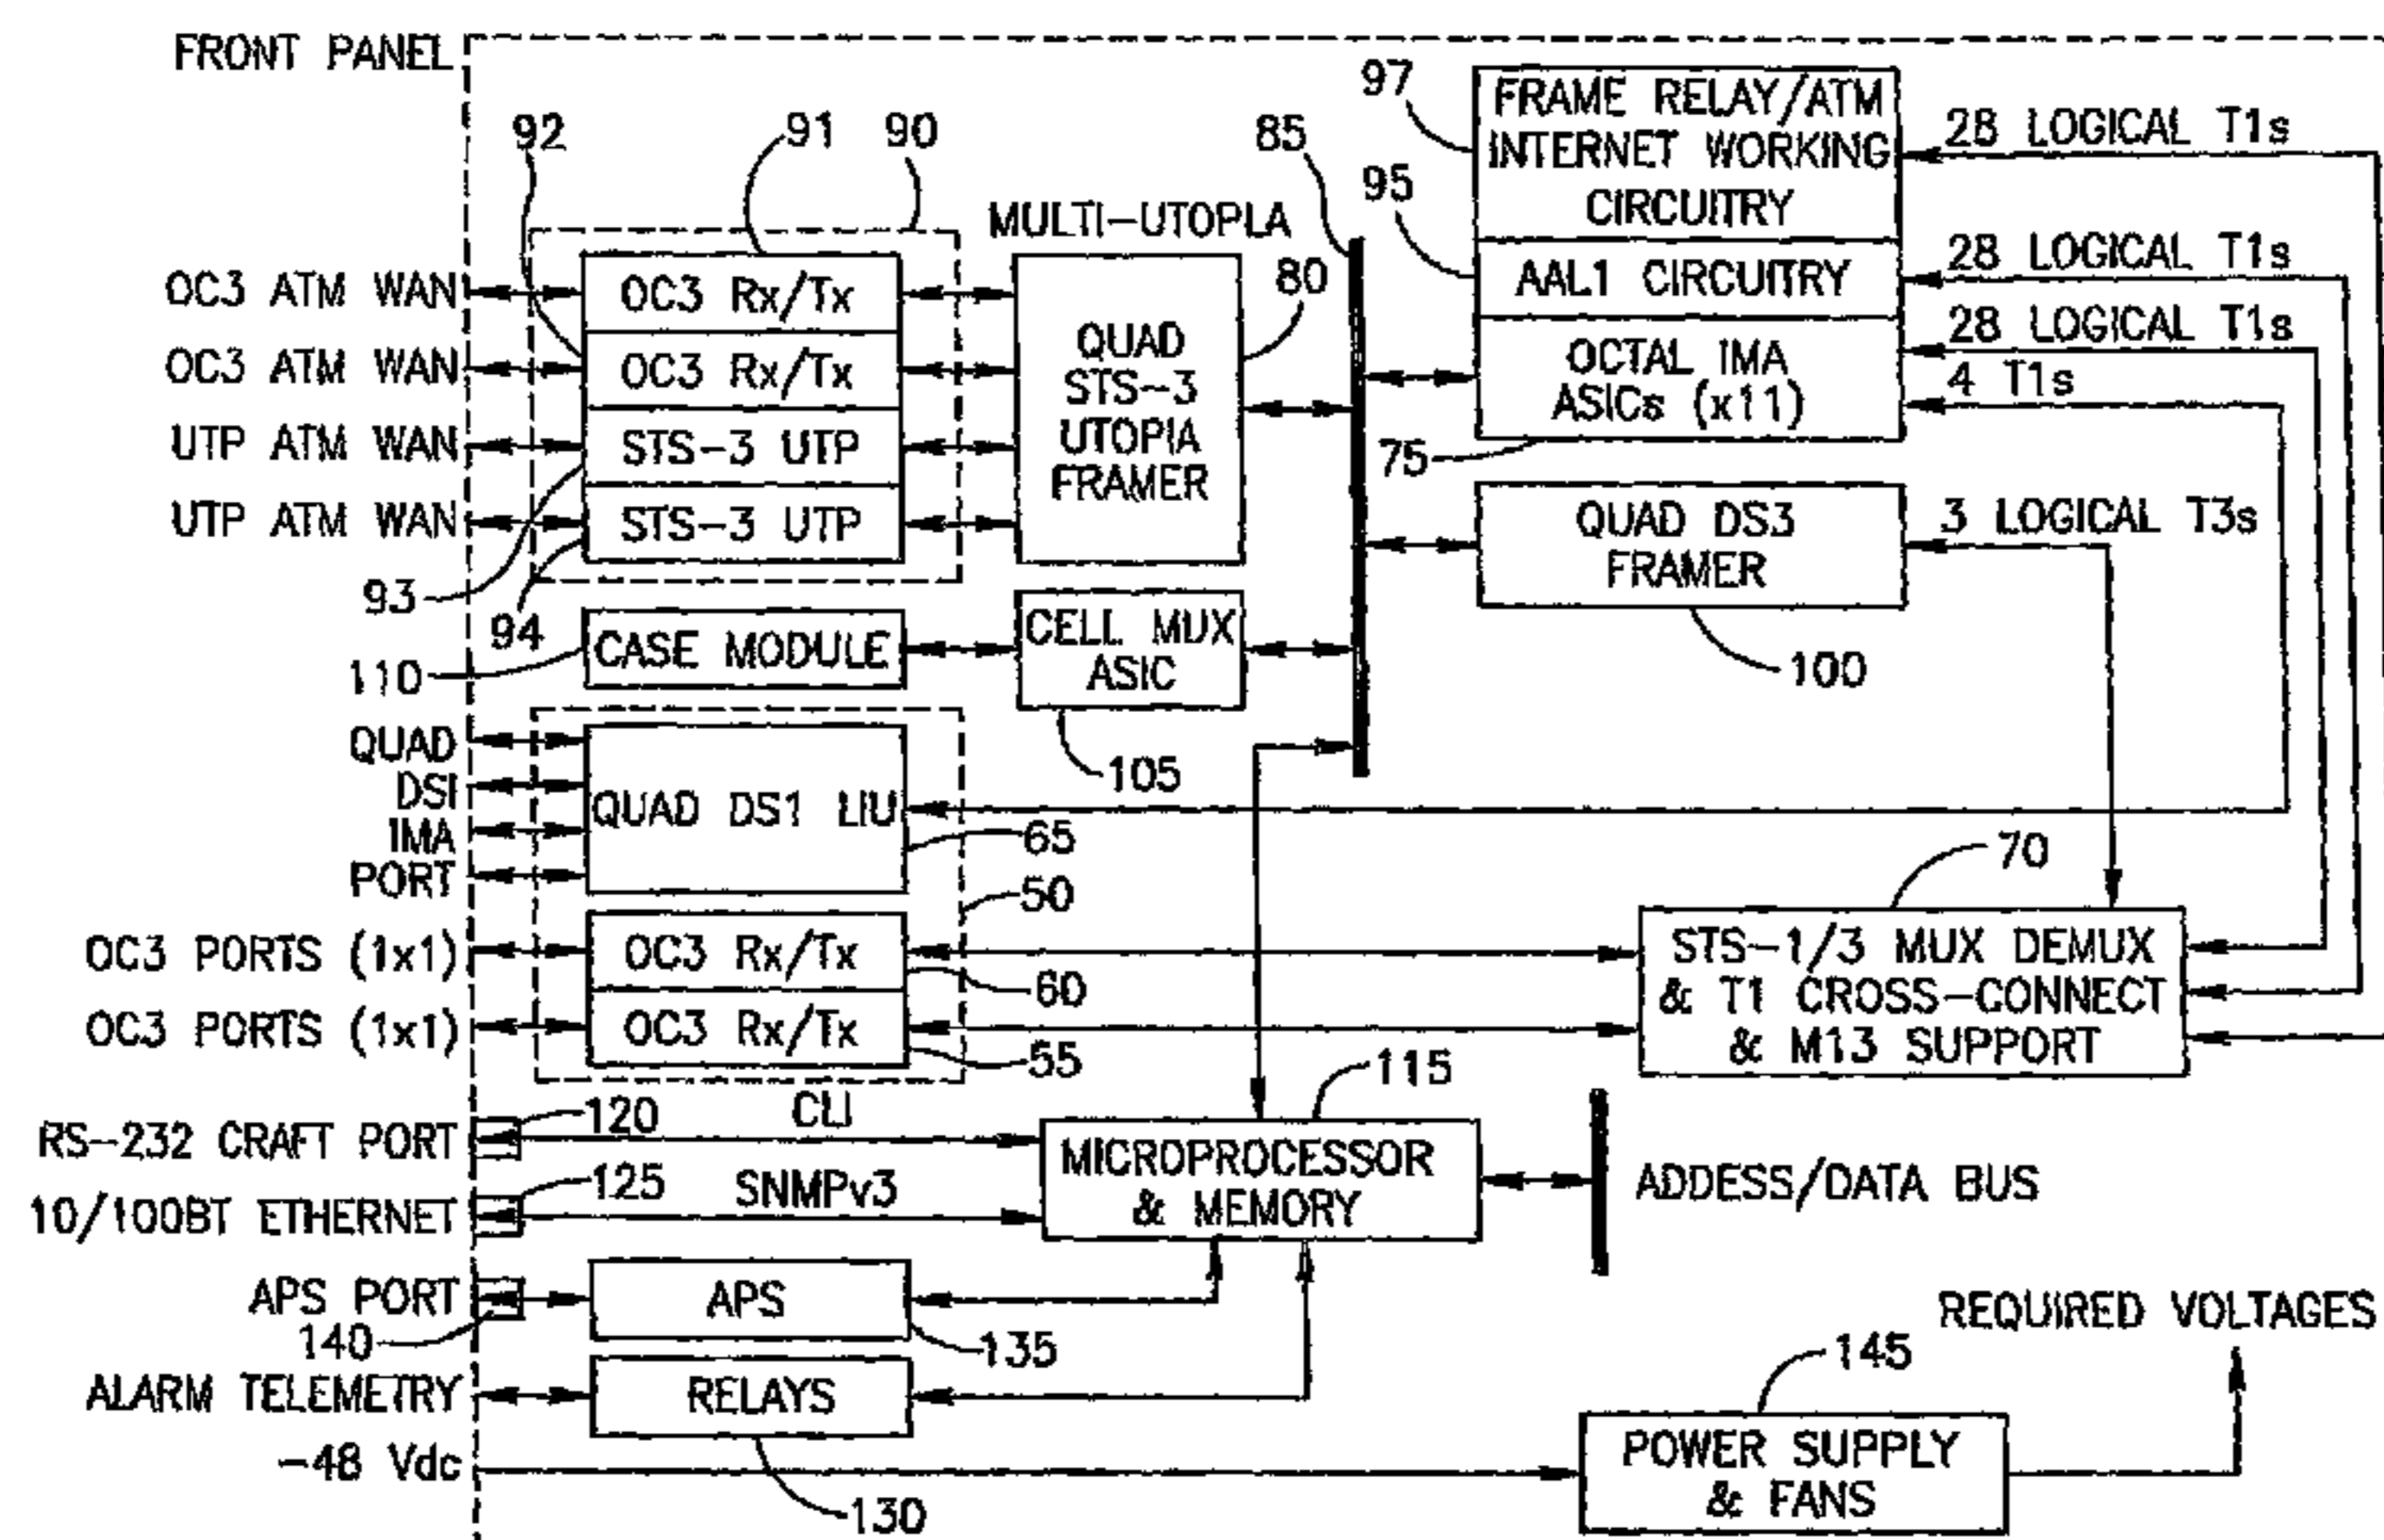 FRONT PANEL
92
91
90
97
FRAME RELAY/ATM
INTERNET WORKING
CIRCUITRY
28 LOGICAL T1s
85
95
MULTI-UTOPLA
80
OC3 ATM WAN
OC3 Rx/Tx
AAL1 CIRCUITRY
28 LOGICAL T1s
28 LOGICAL T1s
OC3 ATM WAN
OC3 Rx/Tx
QUAD
STS-3
UTOPIA
FRAMER
OCTAL IMA
ASICs (x11)
4 T1s
UTP ATM WAN
STS-3 UTP
75
UTP ATM WAN
STS-3 UTP
QUAD DS3
FRAMER
3 LOGICAL T3s
93
94
110
CASE MODULE
CELL MUX
ASIC
100
105
QUAD
DSI
IMA
PORT
QUAD DS1 LIU
65
50
70
OC3 PORTS (1x1)
OC3 Rx/Tx
60
STS-1/3 MUX DEMUX
& T1 CROSS-CONNECT
& M13 SUPPORT
OC3 PORTS (1x1)
OC3 Rx/Tx
55
115
RS-232 CRAFT PORT
120
CLI
MICROPROCESSOR
& MEMORY
ADDESS/DATA BUS
10/100BT ETHERNET
125
SNMPv3
APS PORT
140
APS
135
REQUIRED VOLTAGES
ALARM TELEMETRY
RELAYS
130
145
-48 Vdc
POWER SUPPLY
& FANS